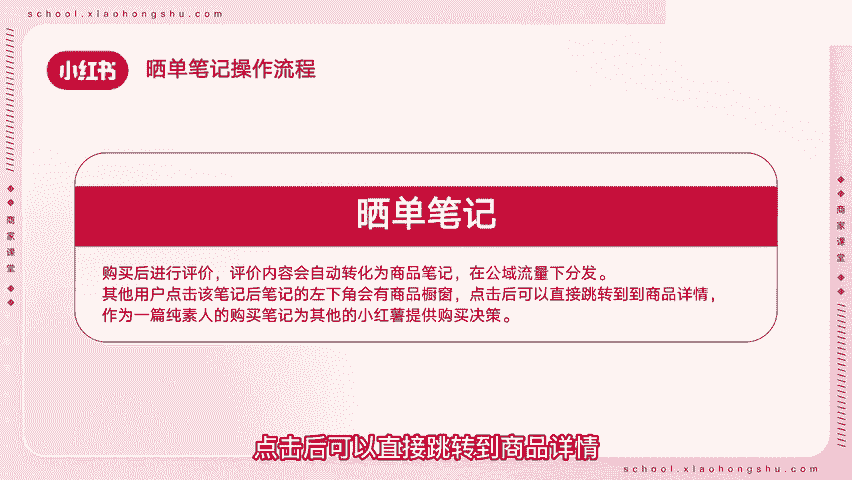 school.xiaohongshu.com
小红书 晒单笔记操作流程
晒单笔记
购买后进行评价，评价内容会自动转化为商品笔记，在公域流量下分发。
其他用户点击该笔记后笔记的左下角会有商品橱窗，点击后可以直接跳转到到商品详情，
作为一篇纯素人的购买笔记为其他的小红薯提供购买决策。
商家课堂
商家课堂
点击后可以直接跳转到商品详情
school.xiaohongshu.com